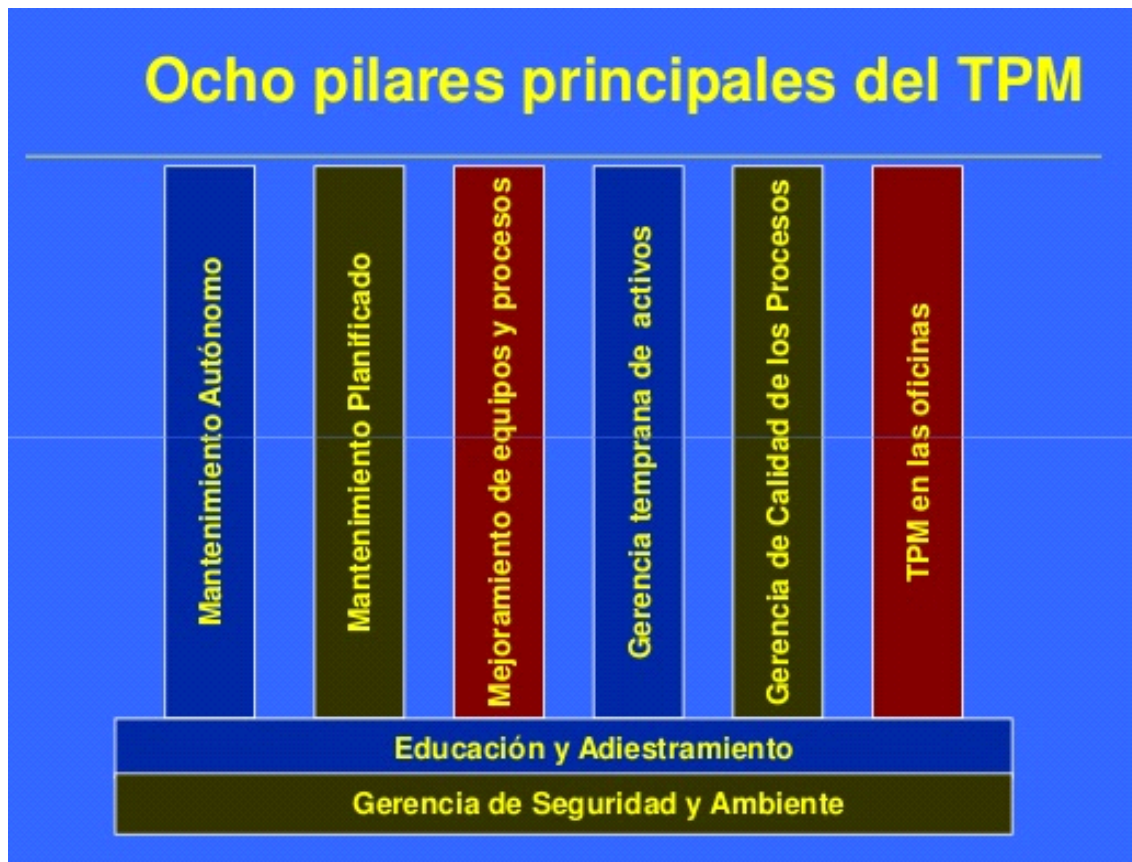 Ocho pilares principales del TPM
Mantenimiento Autónomo
Mantenimiento Planificado
Mejoramiento de equipos y procesos
Gerencia temprana de activos
Gerencia de Calidad de los Procesos
TPM en las oficinas
Educación y Adiestramiento
Gerencia de Seguridad y Ambiente